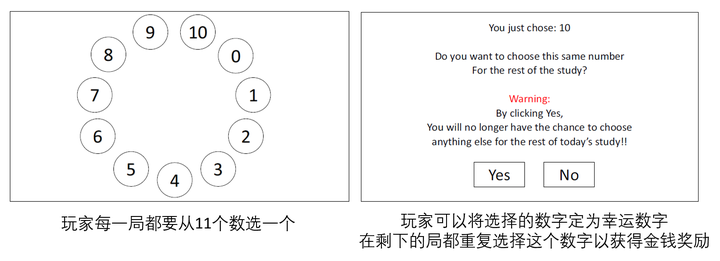 9
10
8
0
7
1
6
2
5
4
3
玩家每一局都要从11个数选一个
You just chose: 10
Do you want to choose this same number
For the rest of the study?
Warning:
By clicking Yes,
You will no longer have the chance to choose
anything else for the rest of today's study!!
Yes
No
玩家可以将选择的数字定为幸运数字
在剩下的局都重复选择这个数字以获得金钱奖励